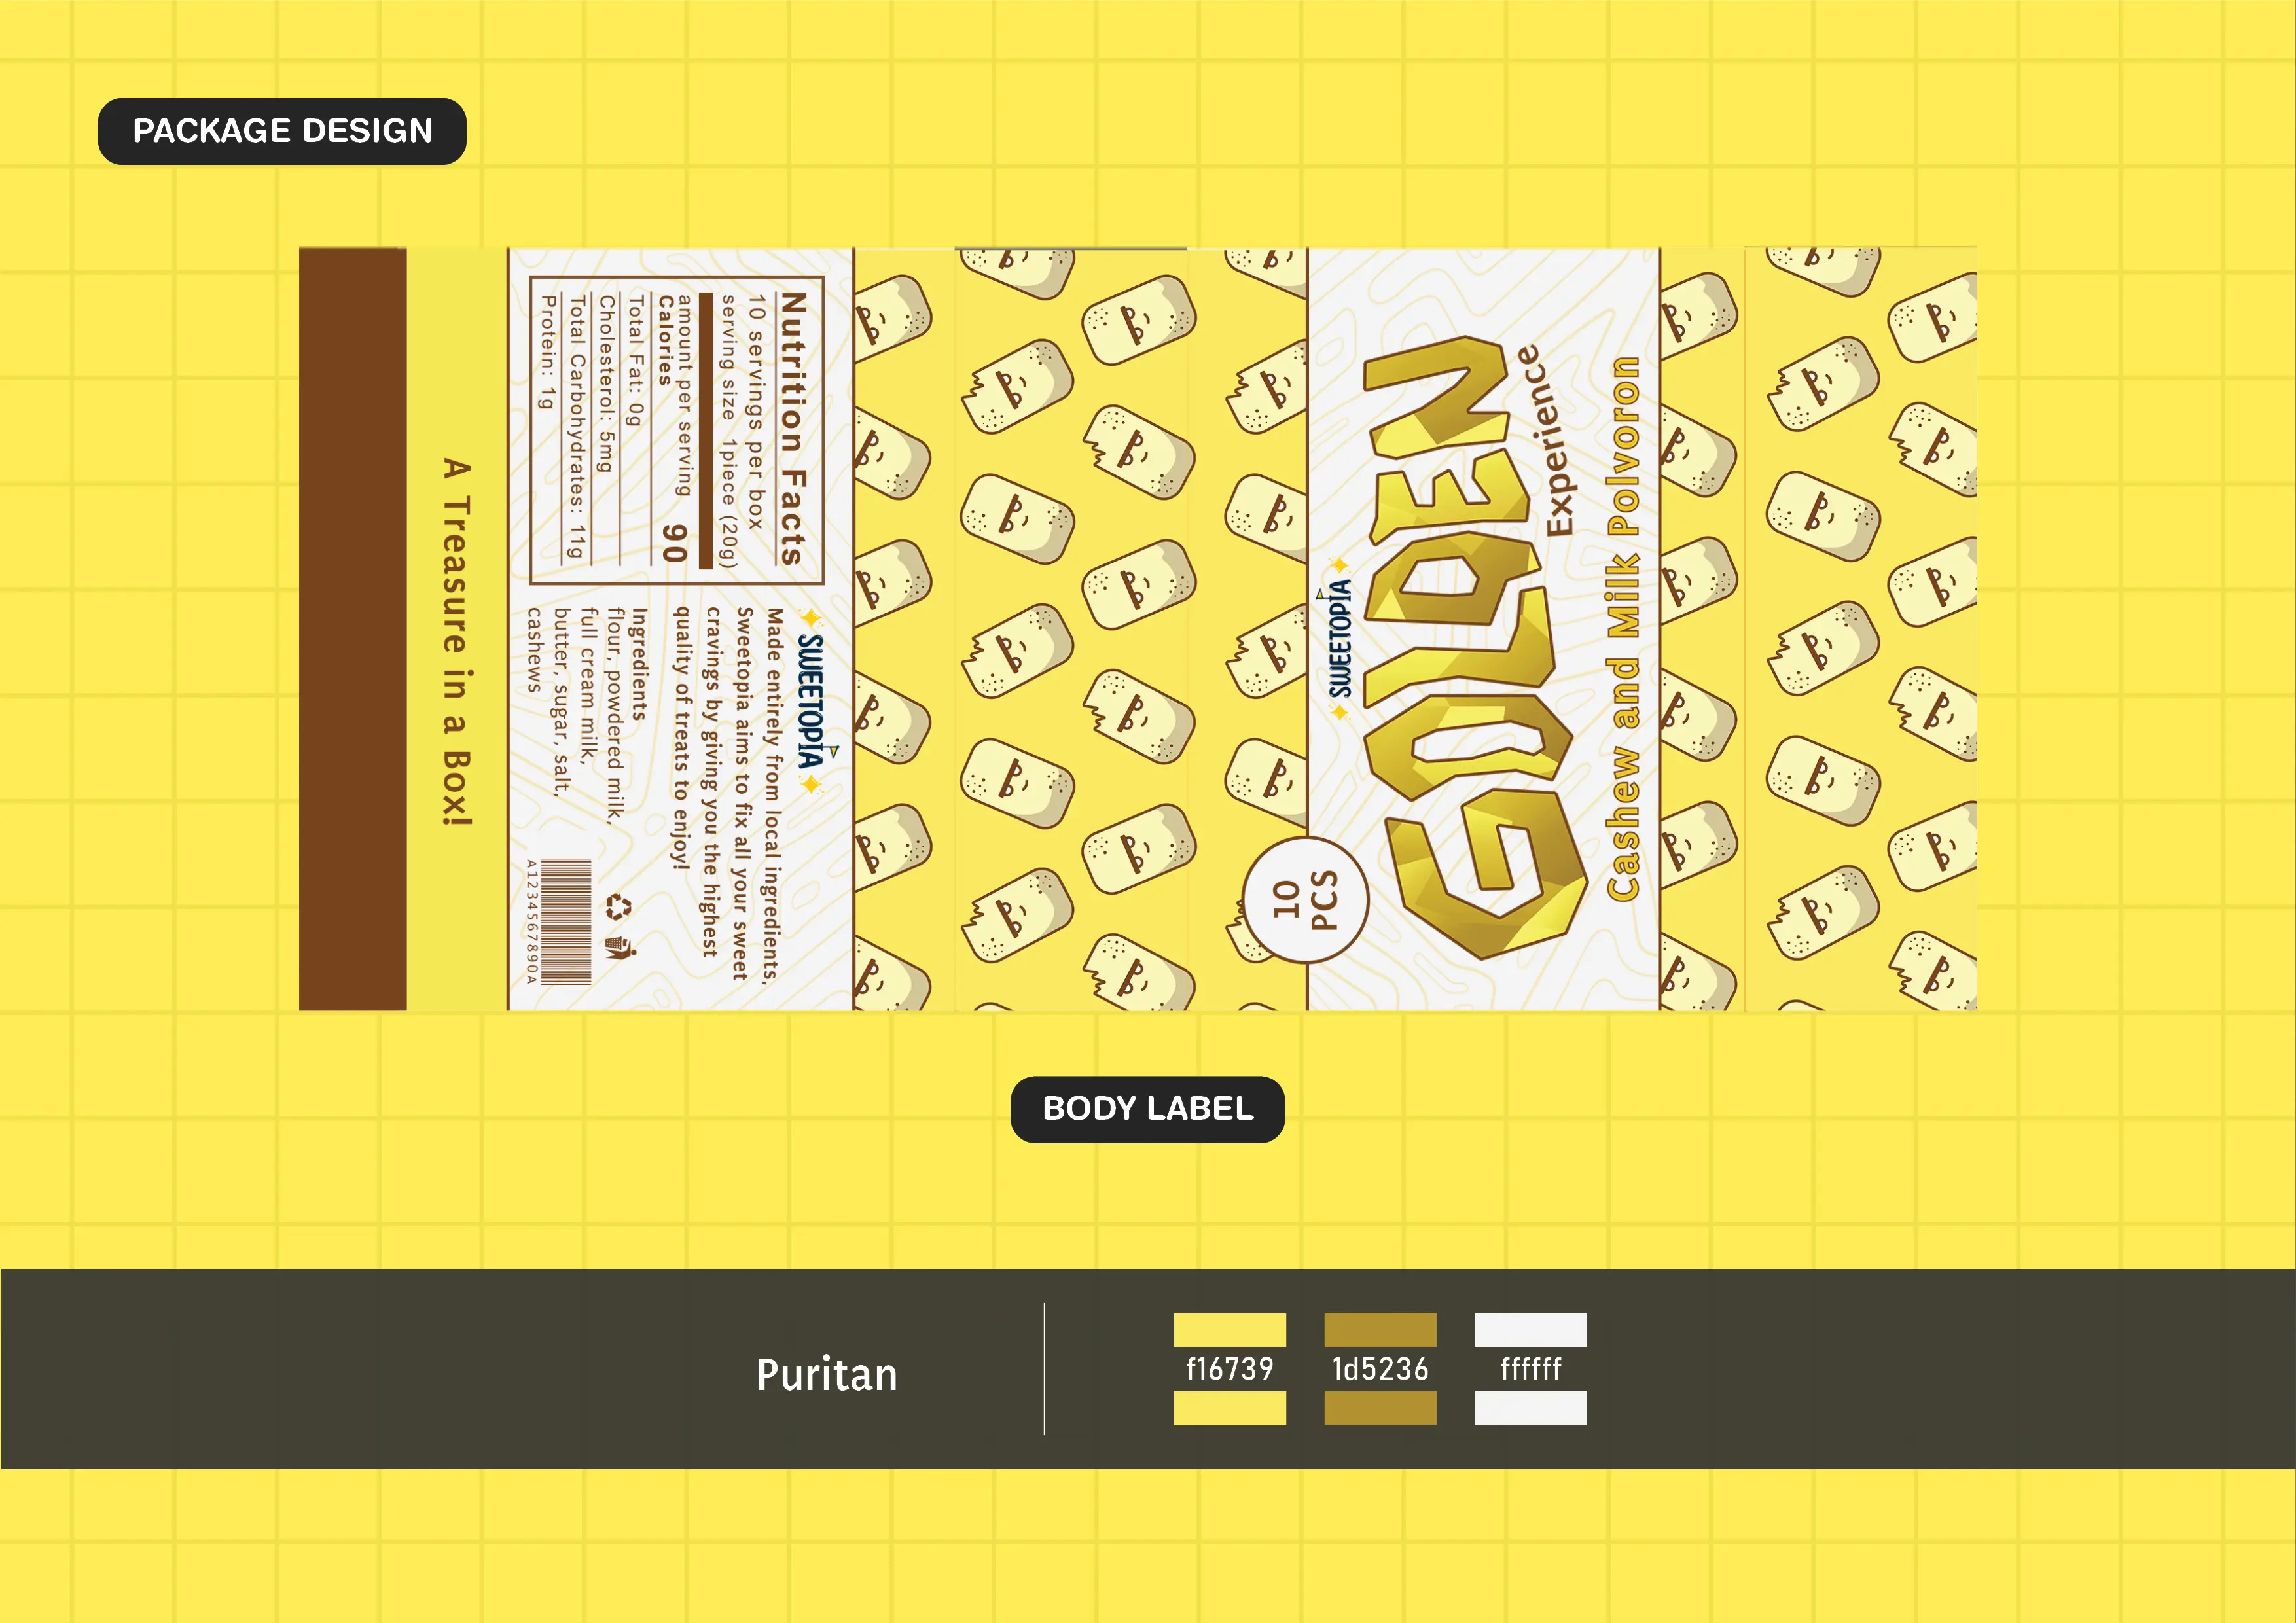 PACKAGE DESIGN
A Treasure in a Box!
Nutrition Facts
10 servings per box
serving size 1piece (20g)
amount per serving
Calories 90
Total Fat: 0g
Cholesterol: 5mg
Total Carbohydrates: 11g
Protein: 1g
SWEETOPIA
Made entirely from local ingredients,
Sweetopia aims to fix all your sweet
cravings by giving you the highest
quality of treats to enjoy!
Ingredients
flour, powdered milk,
full cream milk,
butter, sugar, salt,
cashews
A1234567890A
SWEETOPIA
GOLDEN
Experience
Cashew and Milk Polvoron
10
PCS
BODY LABEL
Puritan
f16739
1d5236
ffffff